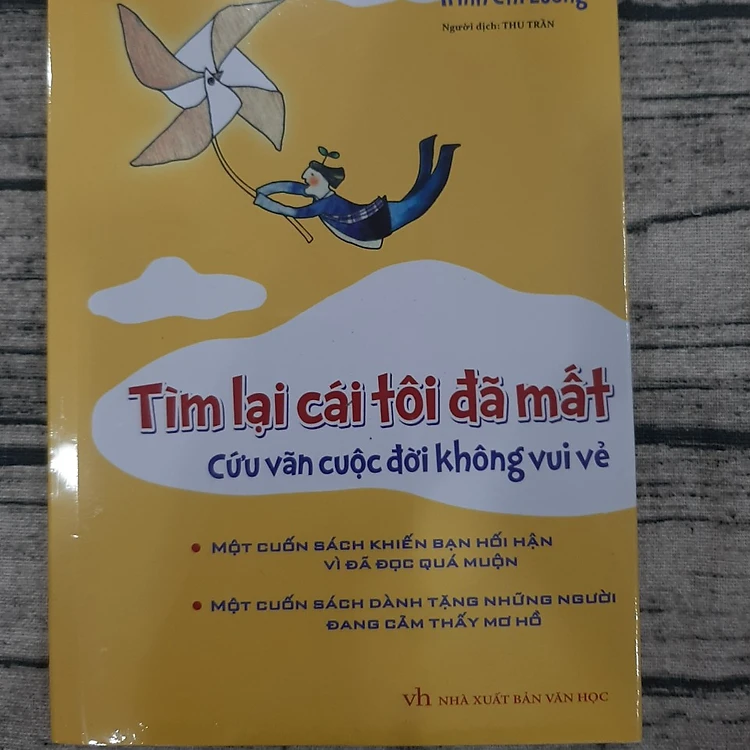 Người dịch: THU TRẦN
Tìm lại cái tôi đã mất
Cứu vãn cuộc đời không vui vẻ
• MỘT CUỐN SÁCH KHIẾN BẠN HỐI HẬN
VÌ ĐÃ ĐỌC QUÁ MUỘN
• MỘT CUỐN SÁCH DÀNH TẶNG NHỮNG NGƯỜI
ĐANG CẢM THẤY MƠ HỒ
vh NHÀ XUẤT BẢN VĂN HỌC